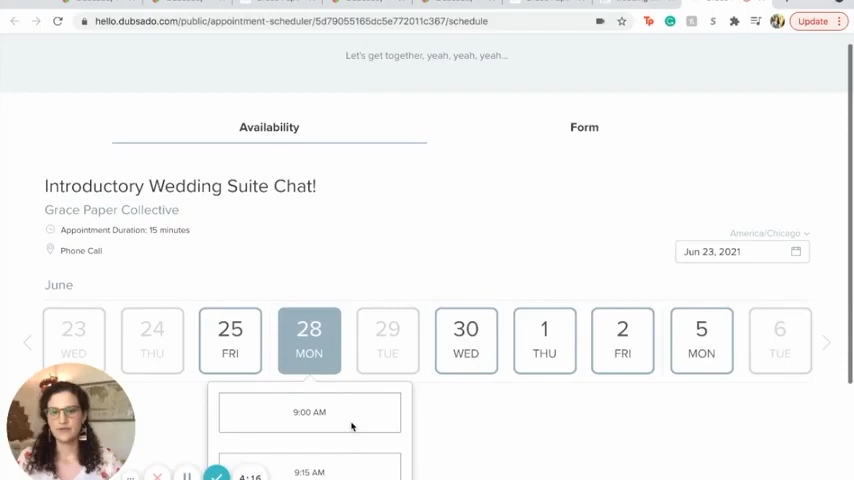 hello.dubsado.com/public/appointment-scheduler/5d79055165dc5e772011c367/schedule
Update
Let's get together, yeah, yeah, yeah...
Availability
Form
Introductory Wedding Suite Chat!
Grace Paper Collective
Appointment Duration: 15 minutes
Phone Call
America/Chicago
Jun 23, 2021
June
23 24 25 28 29 30 1 2 5 6
WED THU FRI MON TUE WED THU FRI MON TUE
9:00 AM
9:15 AM
4:16